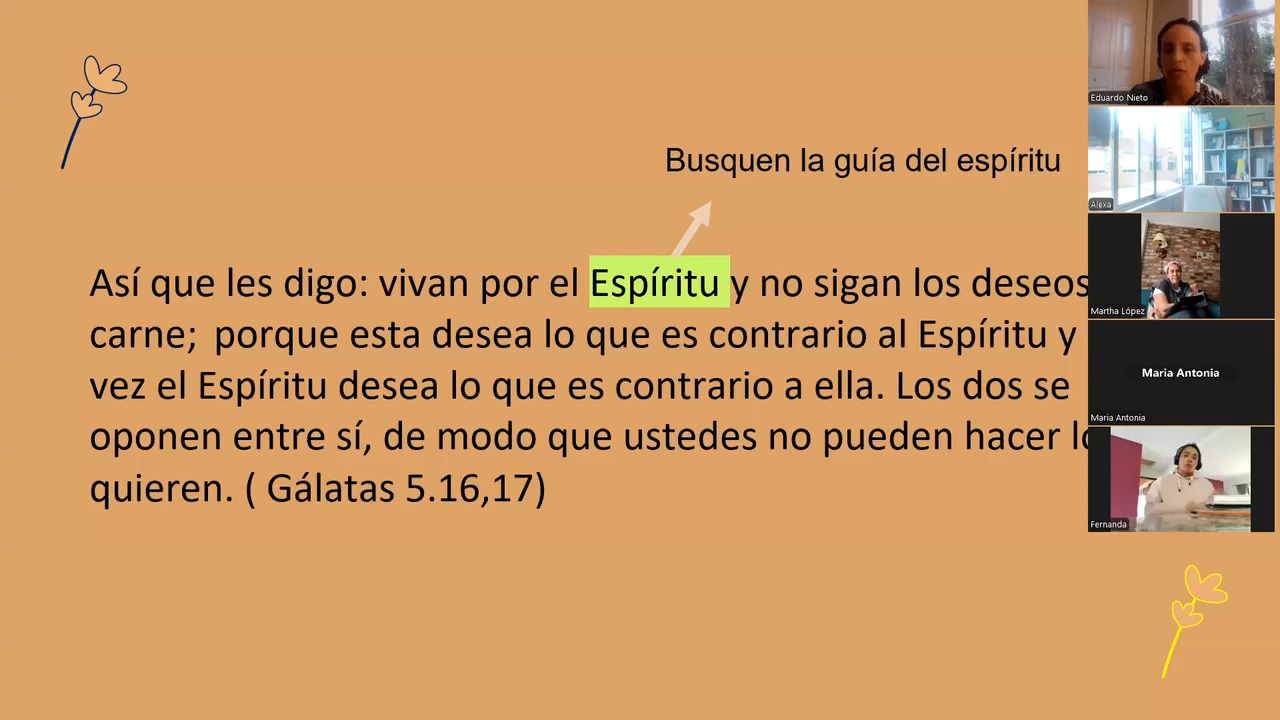 Busquen la guía del espíritu
Así que les digo: vivan por el Espíritu y no sigan los deseos
carne; porque esta desea lo que es contrario al Espíritu y
vez el Espíritu desea lo que es contrario a ella. Los dos se
oponen entre sí, de modo que ustedes no pueden hacer
quieren. ( Gálatas 5.16,17)
Eduardo Nieto
Alexa
Martha López
Maria Antonia
Maria Antonia
Fernanda